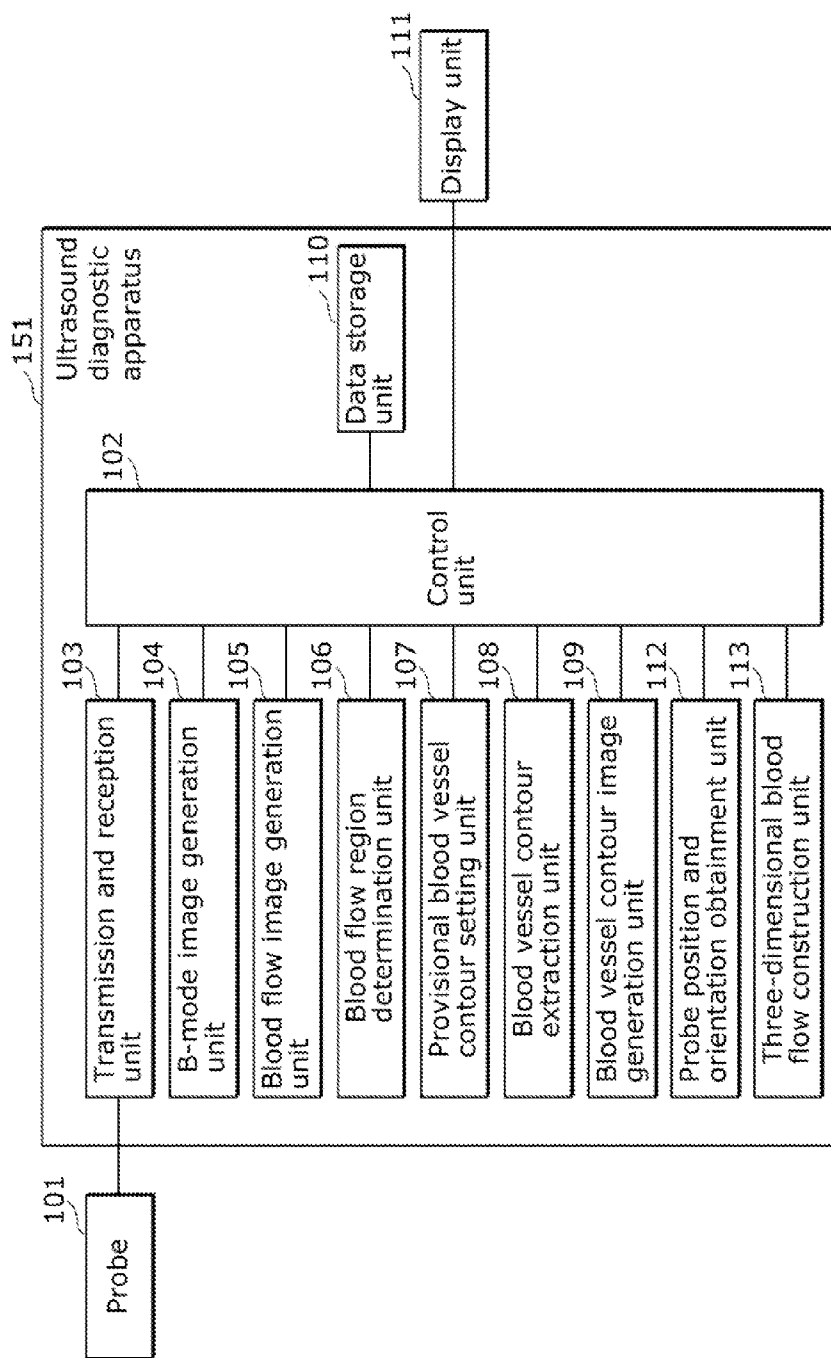 151
Ultrasound
diagnostic
apparatus
101
Probe
103
Transmission and reception
unit
104
B-mode image generation
unit
105
Blood flow image generation
unit
106
Blood flow region
determination unit
107
Provisional blood vessel
contour setting unit
108
Blood vessel contour
extraction unit
109
Blood vessel contour image
generation unit
112
Probe position and
orientation obtainment unit
113
Three-dimensional blood
flow construction unit
102
Control
unit
110
Data storage
unit
111
Display unit